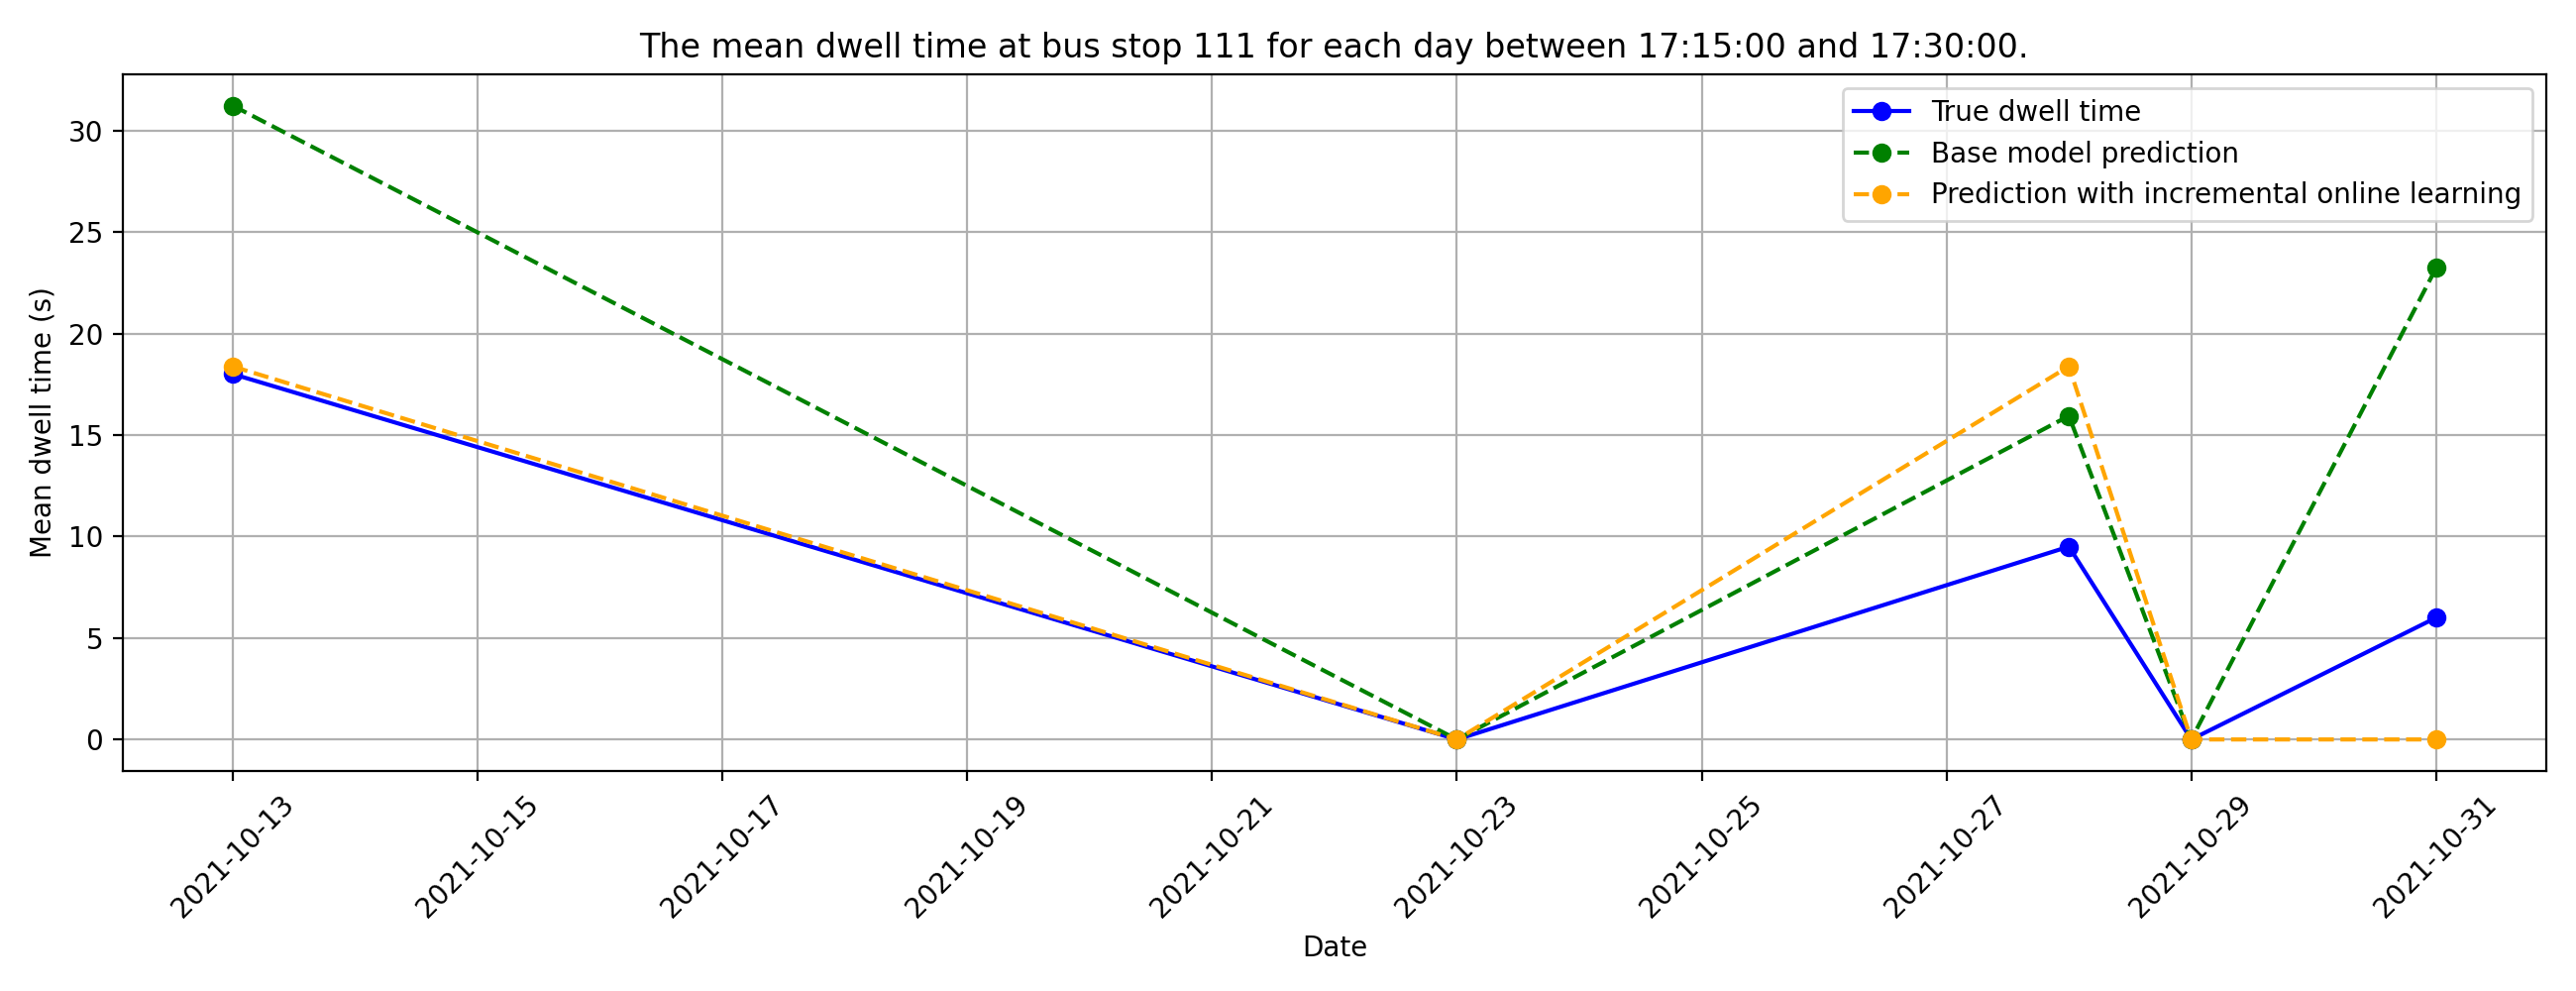 The mean dwell time at bus stop 111 for each day between 17:15:00 and 17:30:00.
True dwell time
Base model prediction
Prediction with incremental online learning
Mean dwell time (s)
30
25
20
15
10
5
0
2021-10-13
2021-10-15
2021-10-17
2021-10-19
2021-10-21
2021-10-23
2021-10-25
2021-10-27
2021-10-29
2021-10-31
Date